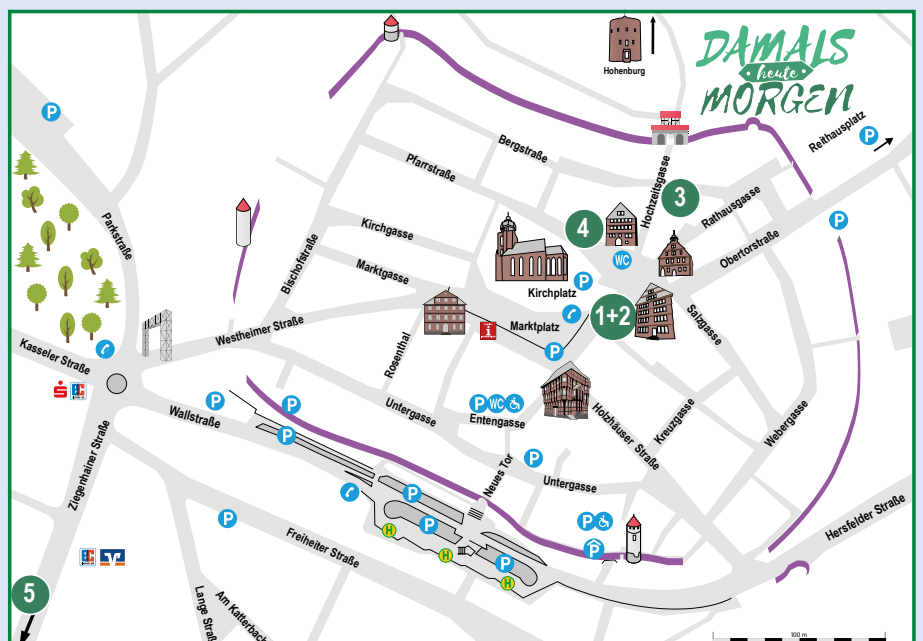 DAMALS
heute
MORGEN
Hohenburg
P
Reithausplatz
P
Bergstraße
Pfarrstraße
Hochzeitsgasse
3
Rathausgasse
P
Parkstraße
Kirchgasse
4
WC
Obertorstraße
Bischofstraße
Marktgasse
P
Kirchplatz
1+2
Salzgasse
Marktplatz
i
Westheimer Straße
Rosenthal
P
Kasseler Straße
S
P
P
Wallstraße
Untergasse
P WC
Entengasse
Holzhäuser Straße
Kreuzgasse
Webergasse
P
Ziegenhainer Straße
Neues Tor
P
Untergasse
P
P
Hersfelder Straße
P
P
P
H
H
P
H
Freiheiter Straße
5
Lange Straß
Am Katterbach
100 m